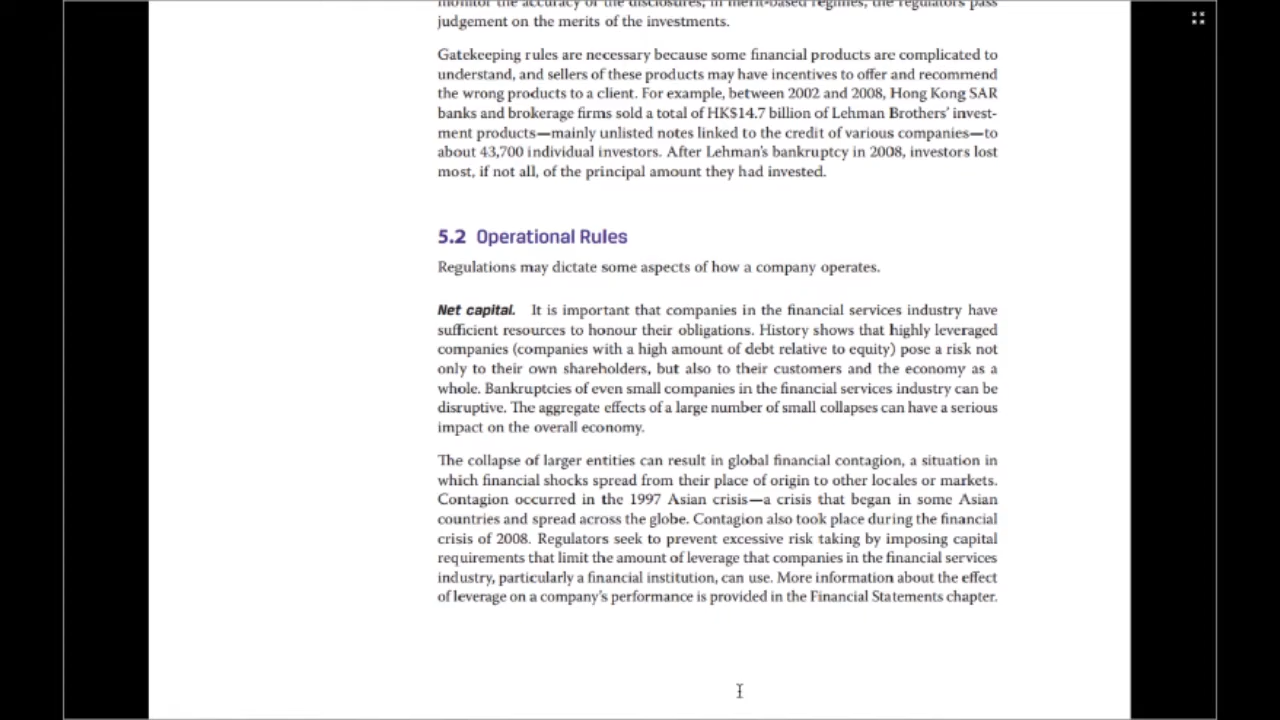 monitor the accuracy of the disclosures; in merit-based regimes, the regulators pass
judgement on the merits of the investments.
Gatekeeping rules are necessary because some financial products are complicated to
understand, and sellers of these products may have incentives to offer and recommend
the wrong products to a client. For example, between 2002 and 2008, Hong Kong SAR
banks and brokerage firms sold a total of HK$14.7 billion of Lehman Brothers' invest-
ment products—mainly unlisted notes linked to the credit of various companies—to
about 43,700 individual investors. After Lehman's bankruptcy in 2008, investors lost
most, if not all, of the principal amount they had invested.
5.2 Operational Rules
Regulations may dictate some aspects of how a company operates.
Net capital. It is important that companies in the financial services industry have
sufficient resources to honour their obligations. History shows that highly leveraged
companies (companies with a high amount of debt relative to equity) pose a risk not
only to their own shareholders, but also to their customers and the economy as a
whole. Bankruptcies of even small companies in the financial services industry can be
disruptive. The aggregate effects of a large number of small collapses can have a serious
impact on the overall economy.
The collapse of larger entities can result in global financial contagion, a situation in
which financial shocks spread from their place of origin to other locales or markets.
Contagion occurred in the 1997 Asian crisis—a crisis that began in some Asian
countries and spread across the globe. Contagion also took place during the financial
crisis of 2008. Regulators seek to prevent excessive risk taking by imposing capital
requirements that limit the amount of leverage that companies in the financial services
industry, particularly a financial institution, can use. More information about the effect
of leverage on a company's performance is provided in the Financial Statements chapter.